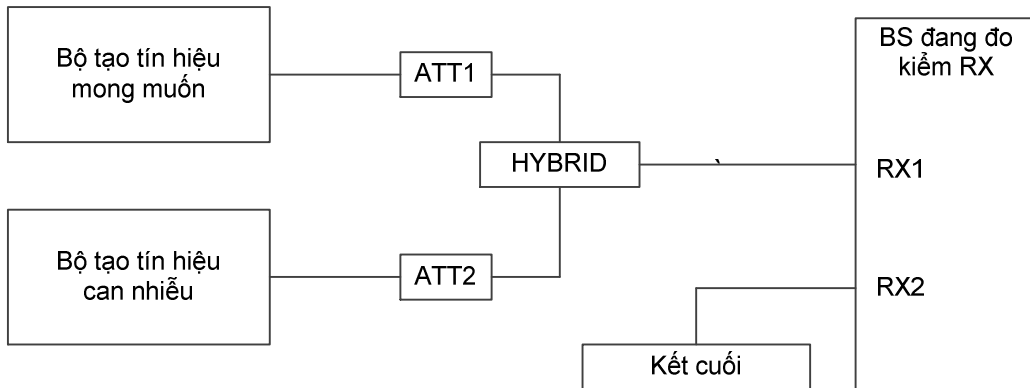 Bộ tạo tín hiệu
mong muốn
ATT1
BS đang đo
kiểm RX
HYBRID
RX1
Bộ tạo tín hiệu
can nhiễu
ATT2
RX2
Kết cuối